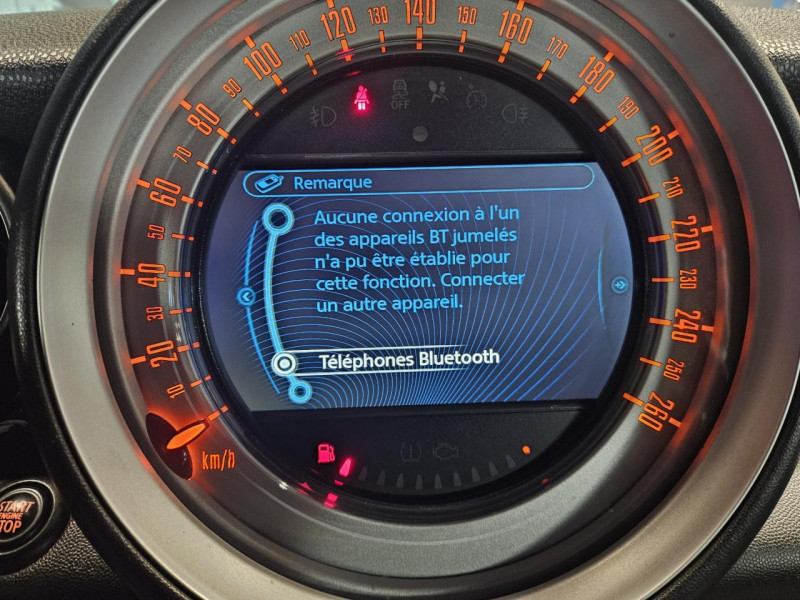 10
20
30
40
50
60
70
80
90
100
110
120
130
140
150
160
170
180
190
200
210
220
230
240
250
260
km/h
OFF
Remarque
Aucune connexion à l'un
des appareils BT jumelés
n'a pu être établie pour
cette fonction. Connecter
un autre appareil.
Téléphones Bluetooth
START
ENGINE
TOP